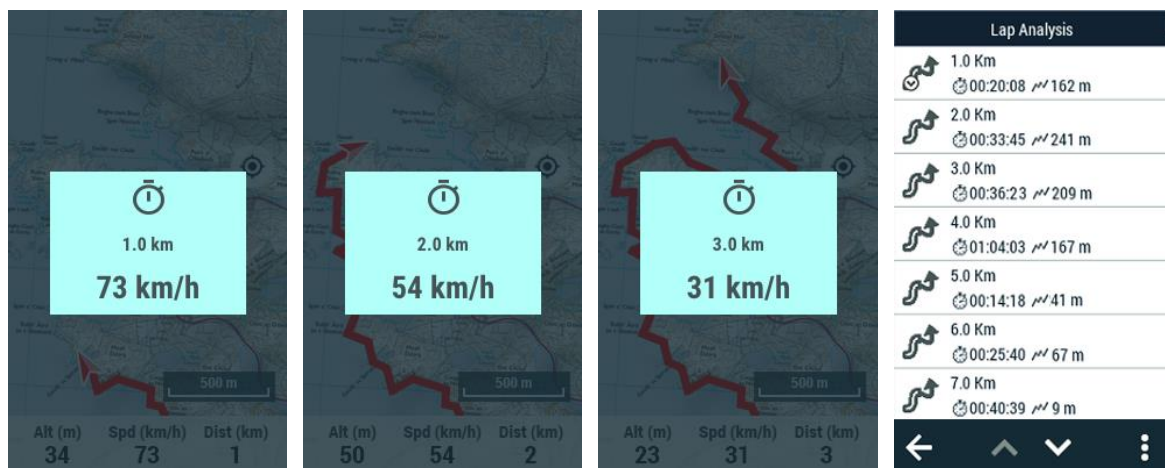 1.0 km
73 km/h
500 m
Alt (m) Spd (km/h) Dist (km)
34 73 1
2.0 km
54 km/h
500 m
Alt (m) Spd (km/h) Dist (km)
50 54 2
3.0 km
31 km/h
500 m
Alt (m) Spd (km/h) Dist (km)
23 31 3
Lap Analysis
1.0 Km
00:20:08 162 m
2.0 Km
00:33:45 241 m
3.0 Km
00:36:23 209 m
4.0 Km
01:04:03 167 m
5.0 Km
00:14:18 41 m
6.0 Km
00:25:40 67 m
7.0 Km
00:40:39 9 m